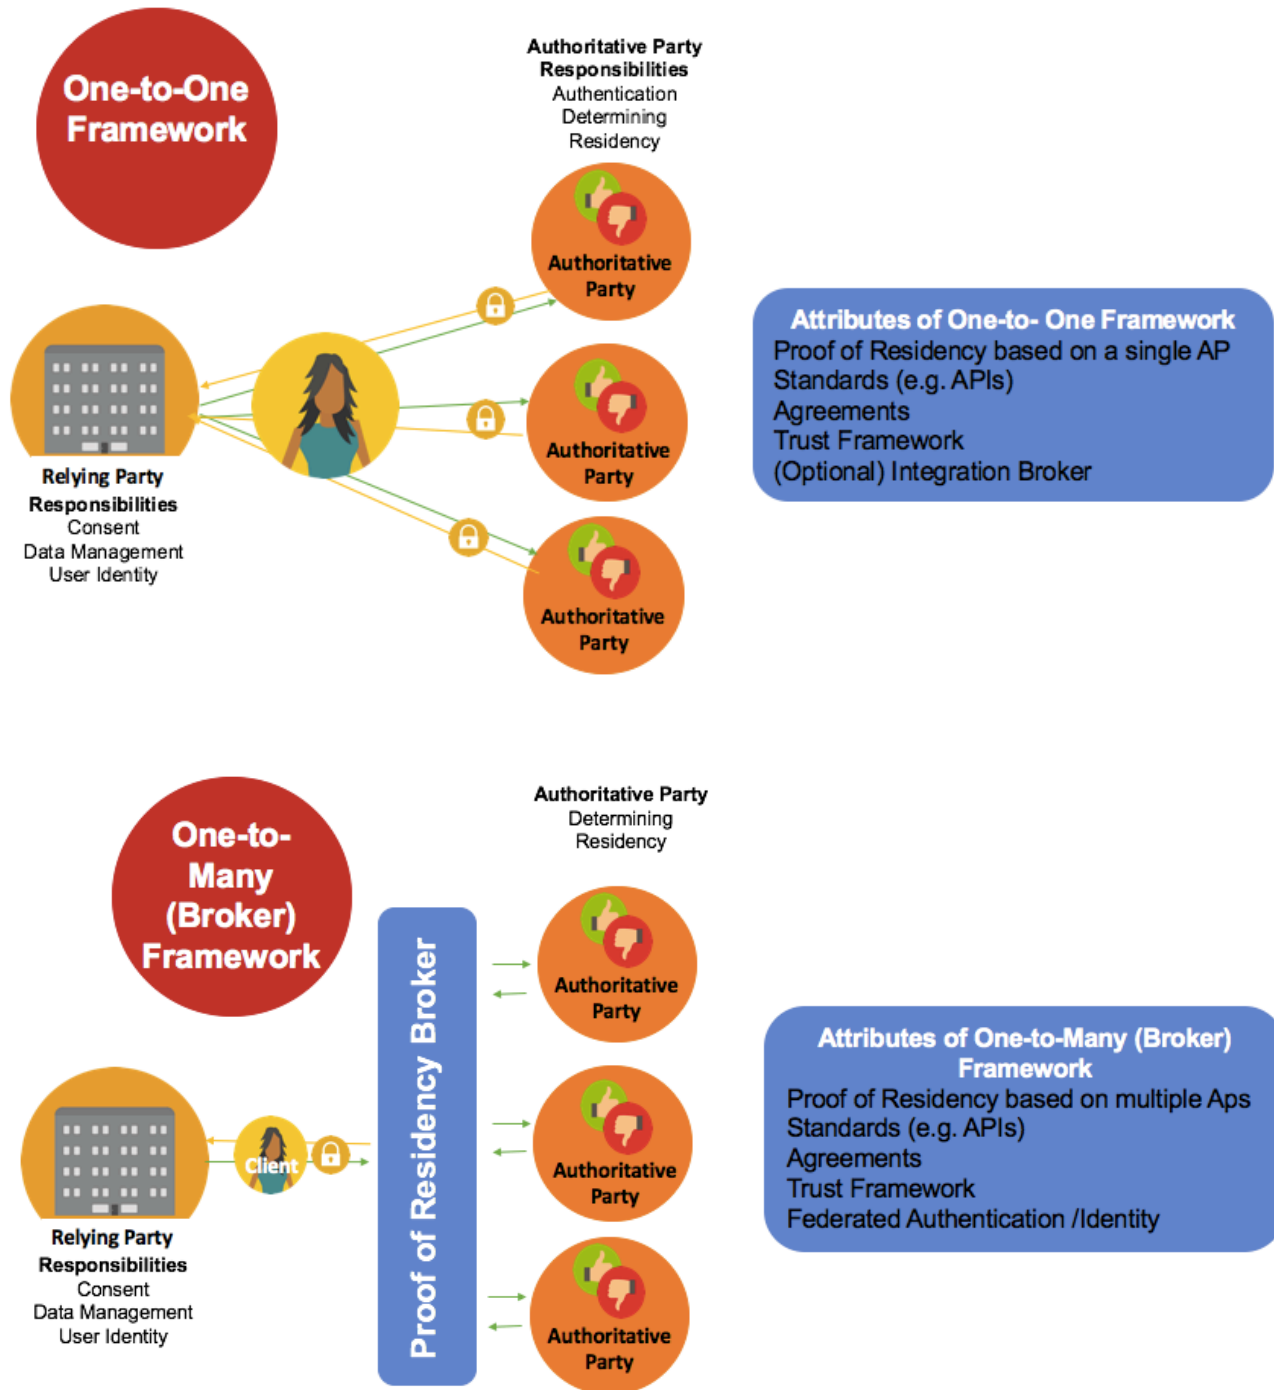 One-to-One
Framework
Authoritative Party
Responsibilities
Authentication
Determining
Residency
Authoritative
Party
Authoritative
Party
Authoritative
Party
Relying Party
Responsibilities
Consent
Data Management
User Identity
Attributes of One-to- One Framework
Proof of Residency based on a single AP
Standards (e.g. APIs)
Agreements
Trust Framework
(Optional) Integration Broker
One-to-
Many
(Broker)
Framework
Authoritative Party
Determining
Residency
Proof of Residency Broker
Authoritative
Party
Authoritative
Party
Authoritative
Party
Client
Relying Party
Responsibilities
Consent
Data Management
User Identity
Attributes of One-to-Many (Broker)
Framework
Proof of Residency based on multiple Aps
Standards (e.g. APIs)
Agreements
Trust Framework
Federated Authentication /Identity